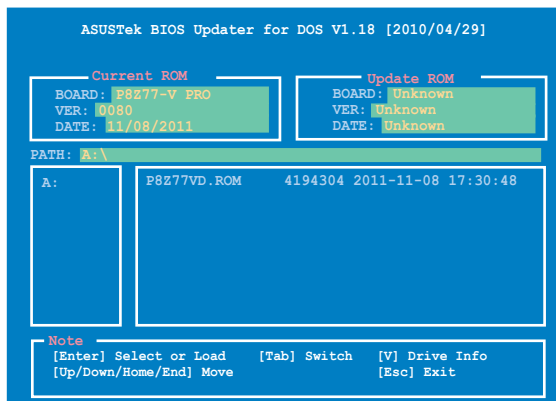 ASUSTek BIOS Updater for DOS V1.18 [2010/04/29]
Current ROM
BOARD: P8Z77-V PRO
VER: 0080
DATE: 11/08/2011
Update ROM
BOARD: Unknown
VER: Unknown
DATE: Unknown
PATH: A:\
A:
P8Z77VD.ROM 4194304 2011-11-08 17:30:48
Note
[Enter] Select or Load [Tab] Switch [V] Drive Info
[Up/Down/Home/End] Move [Esc] Exit